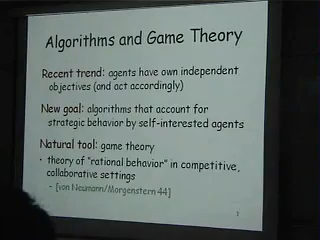 Algorithms and Game Theory
Recent trend: agents have own independent
objectives (and act accordingly)
New goal: algorithms that account for
strategic behavior by self-interested agents
Natural tool: game theory
• theory of "rational behavior" in competitive,
collaborative settings
- [von Neumann/Morgenstern 44]